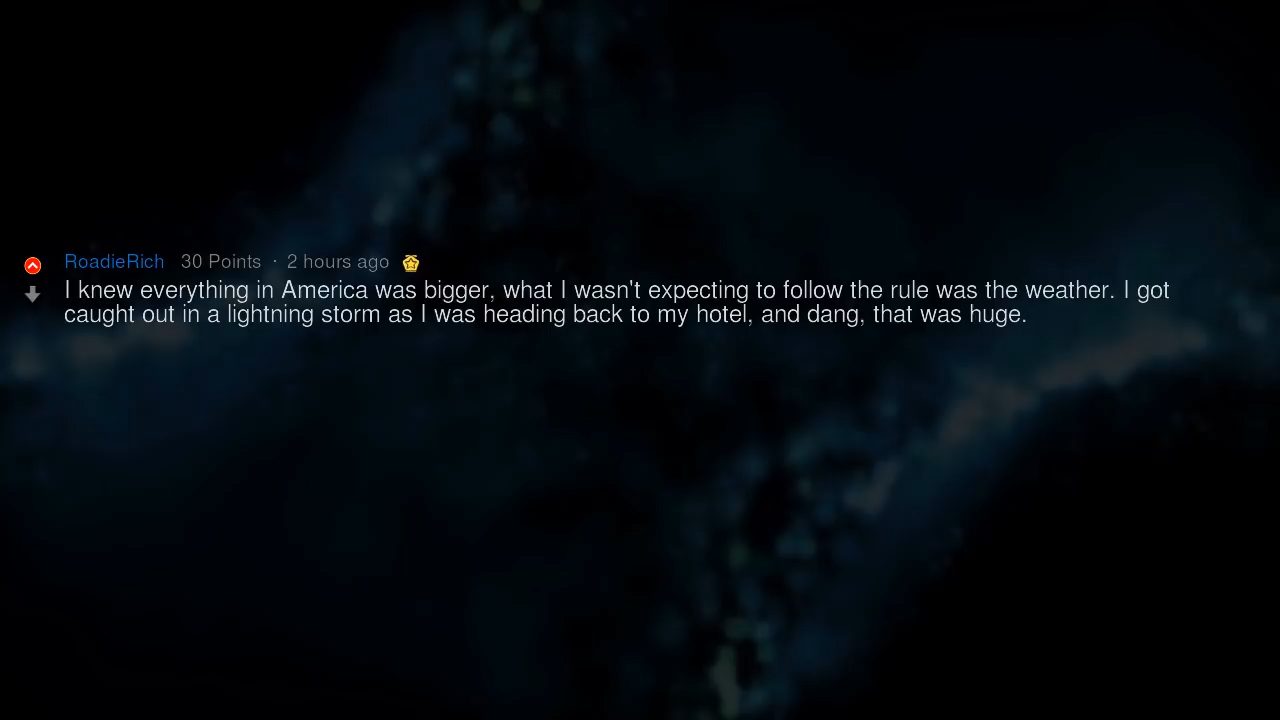 RoadieRich 30 Points · 2 hours ago
I knew everything in America was bigger, what I wasn't expecting to follow the rule was the weather. I got
caught out in a lightning storm as I was heading back to my hotel, and dang, that was huge.